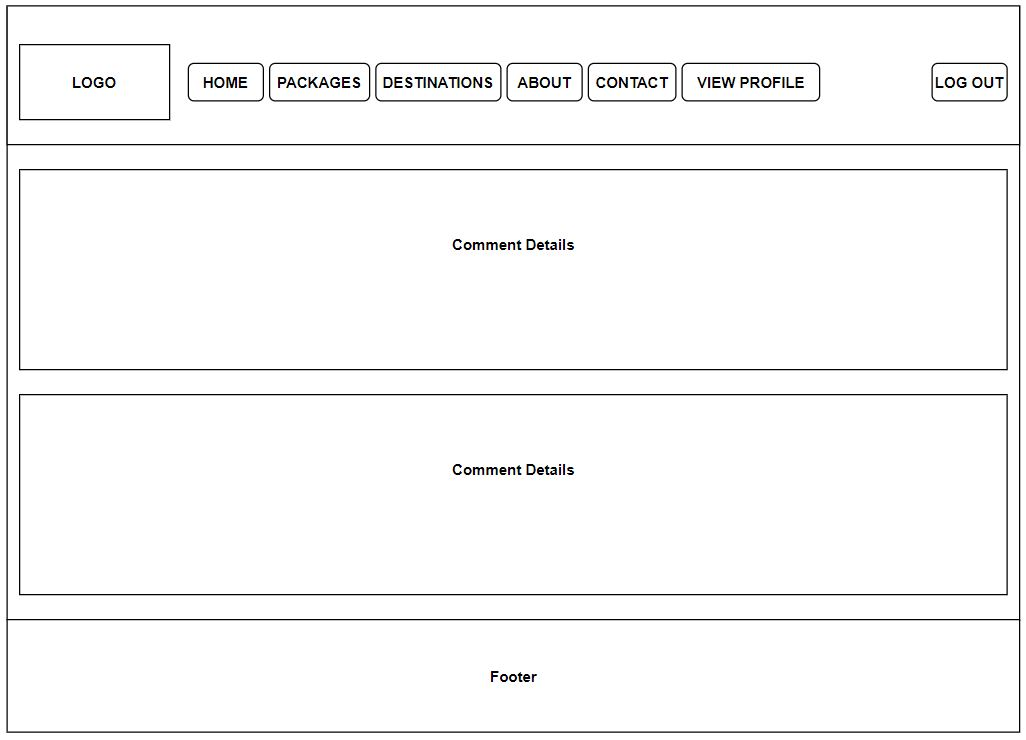 LOGO HOME PACKAGES DESTINATIONS ABOUT CONTACT VIEW PROFILE LOG OUT
Comment Details
Comment Details
Footer